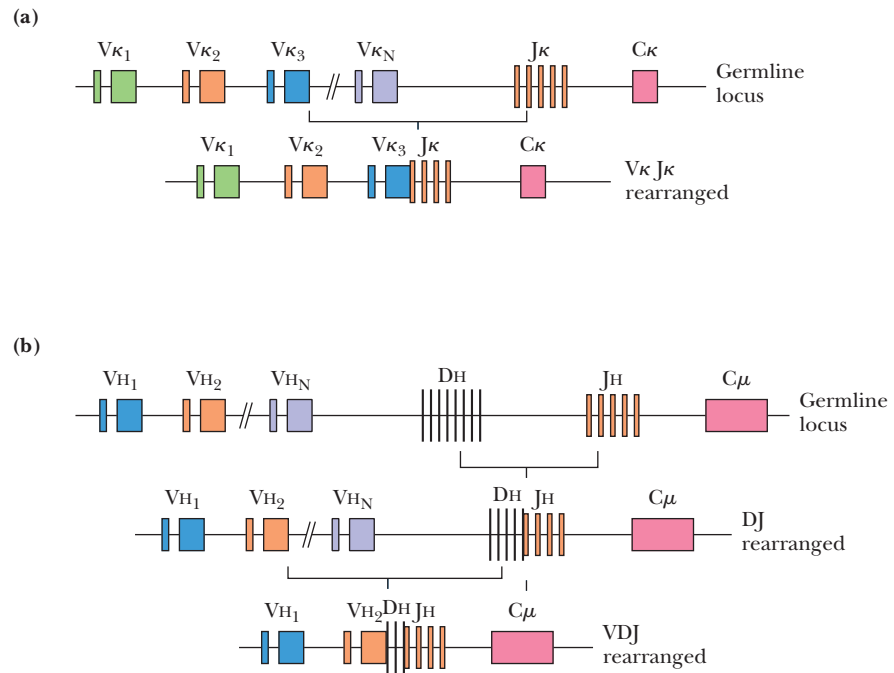 (a)
Vκ1 Vκ2 Vκ3 VκN Jκ Cκ
Germline
locus
Vκ1 Vκ2 Vκ3 Jκ Cκ
Vκ Jκ
rearranged
(b)
VH1 VH2 VHN DH JH Cμ
Germline
locus
VH1 VH2 VHN DH JH Cμ
DJ
rearranged
VH1 VH2 DH JH Cμ
VDJ
rearranged